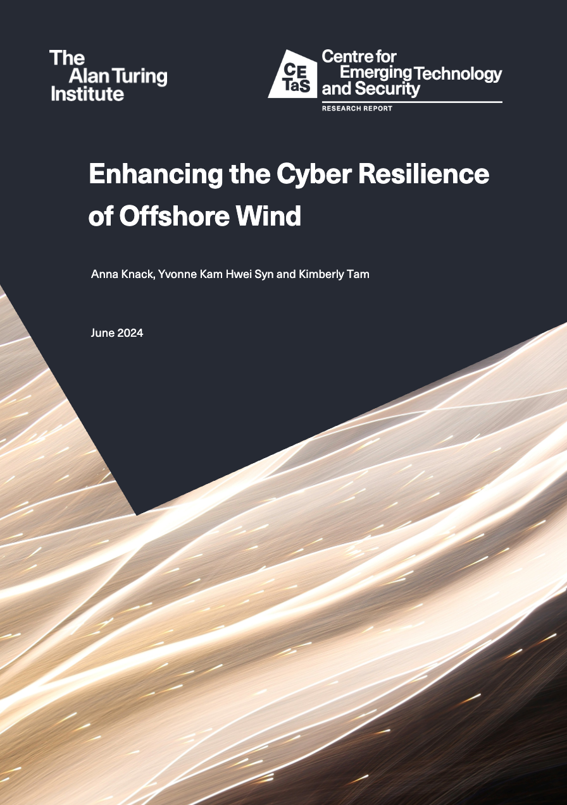 The
Alan Turing
Institute
CE
TaS
Centre for
Emerging Technology
and Security
RESEARCH REPORT
Enhancing the Cyber Resilience
of Offshore Wind
Anna Knack, Yvonne Kam Hwei Syn and Kimberly Tam
June 2024